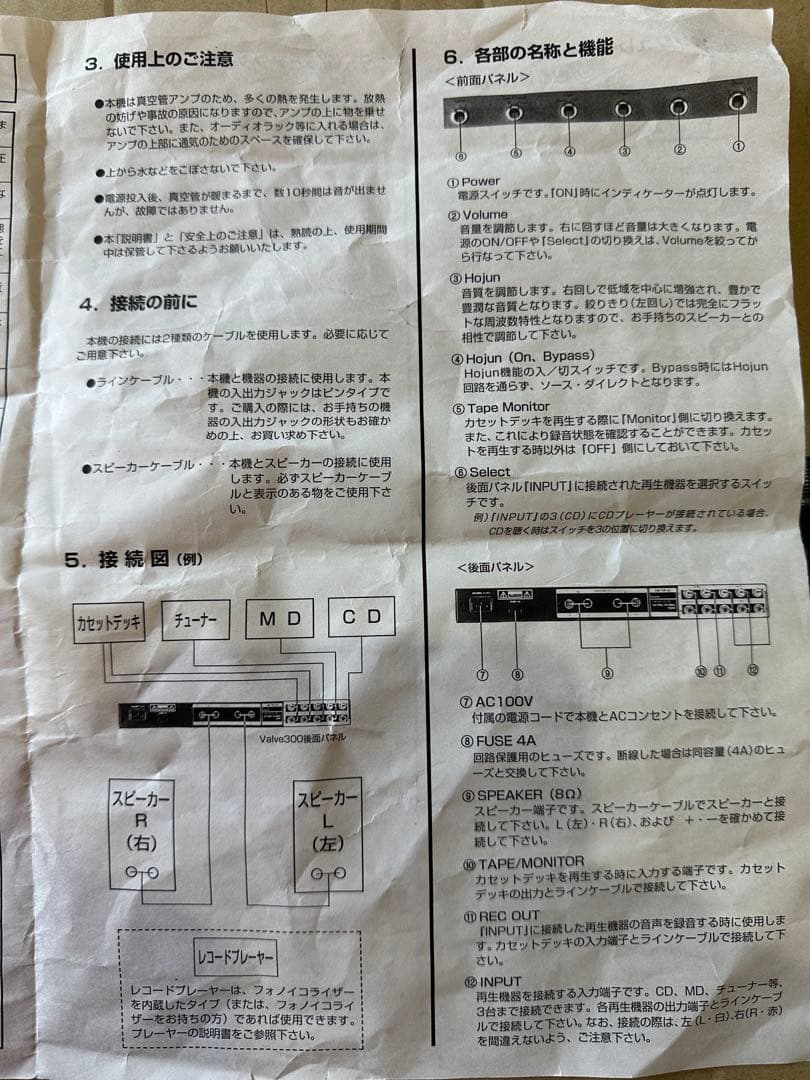 3. 使用上のご注意
●本機は真空管アンプのため、多くの熱を発生します。放熱
の妨げや事故の原因になりますので、アンプの上に物を乗せ
ないで下さい。また、オーディオラック等に入れる場合は、
アンプの上部に通気のためのスペースを確保して下さい。
●上から水などをこぼさないで下さい。
●電源投入後、真空管が暖まるまで、数10秒間は音が出ませ
んが、故障ではありません。
●本「説明書」と「安全上のご注意」は、熟読の上、使用期間
中は保管して下さるようお願いいたします。
4. 接続の前に
本機の接続には2種類のケーブルを使用します。必要に応じて
ご用意下さい。
●ラインケーブル・・・本機と機器の接続に使用します。本
機の入出力ジャックはピンタイプで
す。ご購入の際には、お手持ちの機
器の入出力ジャックの形状もお確か
めの上、お買い求め下さい。
●スピーカーケーブル・・・本機とスピーカーの接続に使用
します。必ずスピーカーケーブ
ルと表示のある物をご使用下さ
い。
5. 接続図(例)
カセットデッキ
チューナー
MD
CD
Valve300後面パネル
スピーカー
R
(右)
スピーカー
L
(左)
レコードプレーヤー
レコードプレーヤーは、フォノイコライザー
を内蔵したタイプ(または、フォノイコライ
ザーをお持ちの方)であれば使用できます。
プレーヤーの説明書をご参照下さい。
6. 各部の名称と機能
<前面パネル>
⑥ ⑤ ④ ③ ② ①
① Power
電源スイッチです。「ON」時にインディケーターが点灯します。
② Volume
音量を調節します。右に回すほど音量は大きくなります。電
源のON/OFFや「Select」の切り換えは、Volumeを絞ってか
ら行なって下さい。
③ Hojun
音質を調節します。右回しで低域を中心に増強され、豊かで
豊潤な音質となります。絞りきり(左回し)では完全にフラッ
トな周波数特性となりますので、お手持ちのスピーカーとの
相性で調節して下さい。
④ Hojun(On、Bypass)
Hojun機能の入/切スイッチです。Bypass時にはHojun
回路を通らず、ソース・ダイレクトとなります。
⑤ Tape Monitor
カセットデッキを再生する際に「Monitor」側に切り換えます。
また、これにより録音状態を確認することができます。カセッ
トを再生する時以外は「OFF」側にしておいて下さい。
⑥ Select
後面パネル「INPUT」に接続された再生機器を選択するスイッ
チです。
例)「INPUT」の3(CD)にCDプレーヤーが接続されている場合、
CDを聴く時はスイッチを3の位置に切り換えます。
<後面パネル>
⑦ ⑧ ⑨ ⑩ ⑪ ⑫
⑦ AC100V
付属の電源コードで本機とACコンセントを接続して下さい。
⑧ FUSE 4A
回路保護用のヒューズです。断線した場合は同容量(4A)のヒュ
ーズと交換して下さい。
⑨ SPEAKER(8Ω)
スピーカー端子です。スピーカーケーブルでスピーカーと接
続して下さい。L(左)・R(右)、および +・−を確かめて接
続して下さい。
⑩ TAPE/MONITOR
カセットデッキを再生する時に入力する端子です。カセット
デッキの出力とラインケーブルで接続して下さい。
⑪ REC OUT
「INPUT」に接続した再生機器の音声を録音する時に使用しま
す。カセットデッキの入力端子とラインケーブルで接続して下
さい。
⑫ INPUT
再生機器を接続する入力端子です。CD、MD、チューナー等、
3台まで接続できます。各再生機器の出力端子とラインケーブ
ルで接続して下さい。なお、接続の際は、左(L・白)、右(R・赤)
を間違えないよう、ご注意下さい。